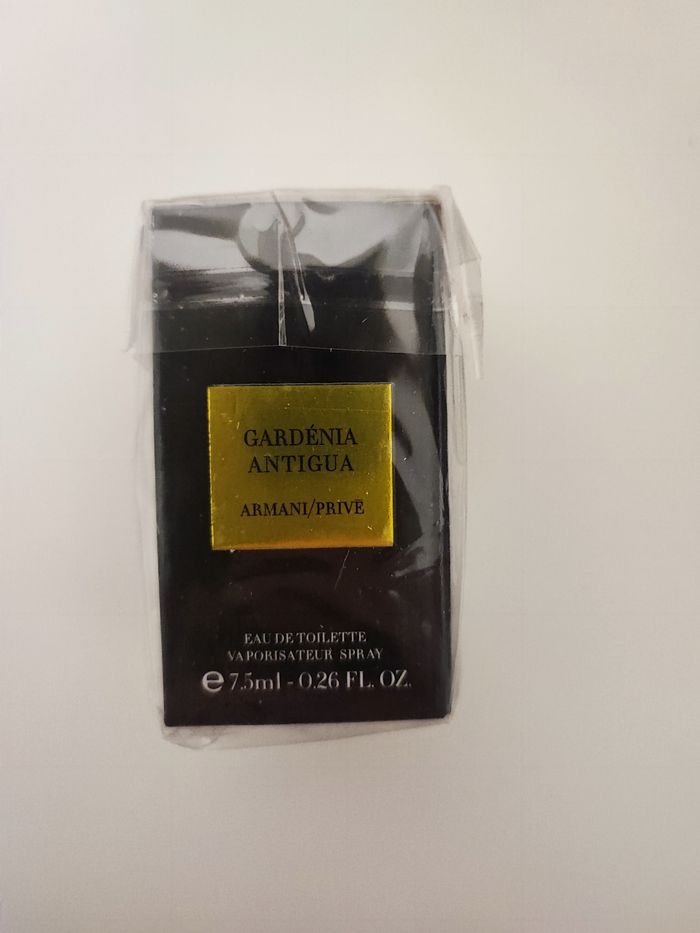 GARDÉNIA
ANTIGUA
ARMANI/PRIVÉ
EAU DE TOILETTE
VAPORISATEUR SPRAY
℮ 7.5ml - 0.26 FL. OZ.